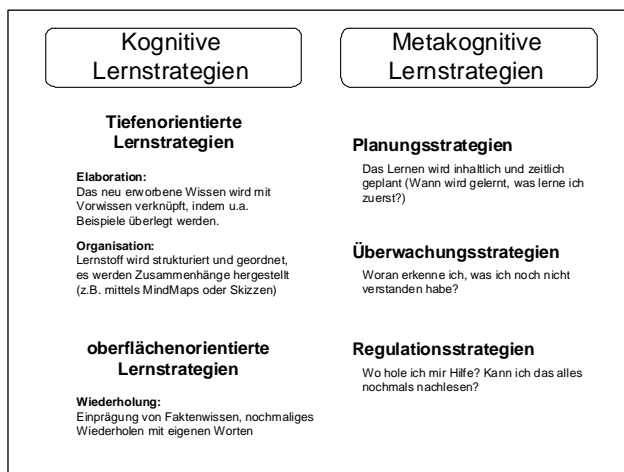 Kognitive
Lernstrategien
Tiefenorientierte
Lernstrategien
Elaboration:
Das neu erworbene Wissen wird mit
Vorwissen verknüpft, indem u.a.
Beispiele überlegt werden.
Organisation:
Lernstoff wird strukturiert und geordnet,
es werden Zusammenhänge hergestellt
(z.B. mittels MindMaps oder Skizzen)
oberflächenorientierte
Lernstrategien
Wiederholung:
Einprägung von Faktenwissen, nochmaliges
Wiederholen mit eigenen Worten
Metakognitive
Lernstrategien
Planungsstrategien
Das Lernen wird inhaltlich und zeitlich
geplant (Wann wird gelernt, was lerne ich
zuerst?)
Überwachungsstrategien
Woran erkenne ich, was ich noch nicht
verstanden habe?
Regulationsstrategien
Wo hole ich mir Hilfe? Kann ich das alles
nochmals nachlesen?